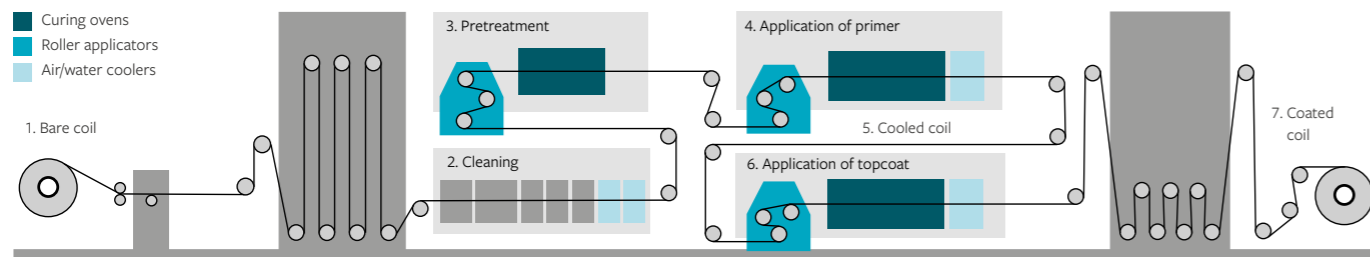 Curing ovens
Roller applicators
Air/water coolers
1. Bare coil
2. Cleaning
3. Pretreatment
4. Application of primer
5. Cooled coil
6. Application of topcoat
7. Coated
coil